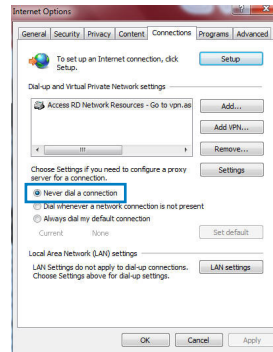 Internet Options
General Security Privacy Content Connections Programs Advanced
To set up an Internet connection, click
Setup.
Setup
Dial-up and Virtual Private Network settings
Access RD Network Resources - Go to vpn.as
Add...
Add VPN...
Remove...
Choose Settings if you need to configure a proxy
server for a connection.
Settings
Never dial a connection
Dial whenever a network connection is not present
Always dial my default connection
Current None
Set default
Local Area Network (LAN) settings
LAN Settings do not apply to dial-up connections.
Choose Settings above for dial-up settings.
LAN settings
OK Cancel Apply